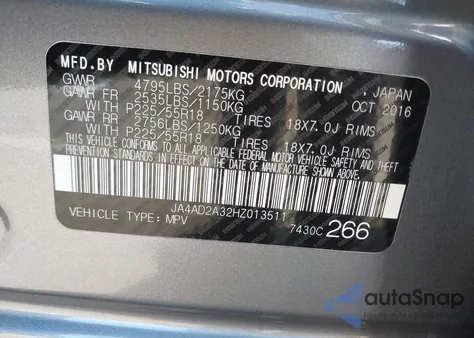 MFD.BY MITSUBISHI MOTORS CORPORATION , JAPAN
GVWR 4795LBS/2175KG OCT 2016
GAWR FR 2535LBS/1150KG
WITH P225/55R18 TIRES 18X7.0J RIMS
GAWR RR LBS/1250KG
WITH P225/55R18 TIRES 18X7.0J RIMS
THIS VEHICLE CONFORMS TO ALL APPLICABLE
FEDERAL MOTOR VEHICLE SAFETY AND
THEFT PREVENTION STANDARDS IN EFFECT ON THE DATE OF
MANUFACTURE SHOWN ABOVE.
JA4AD2A32HZ013511
VEHICLE TYPE: MPV 7430C 266
autoSnap